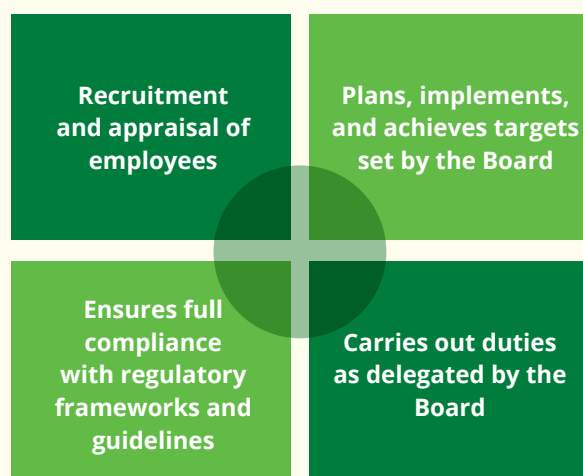 Recruitment
and appraisal of
employees
Plans, implements,
and achieves targets
set by the Board
Ensures full
compliance
with regulatory
frameworks and
guidelines
Carries out duties
as delegated by the
Board